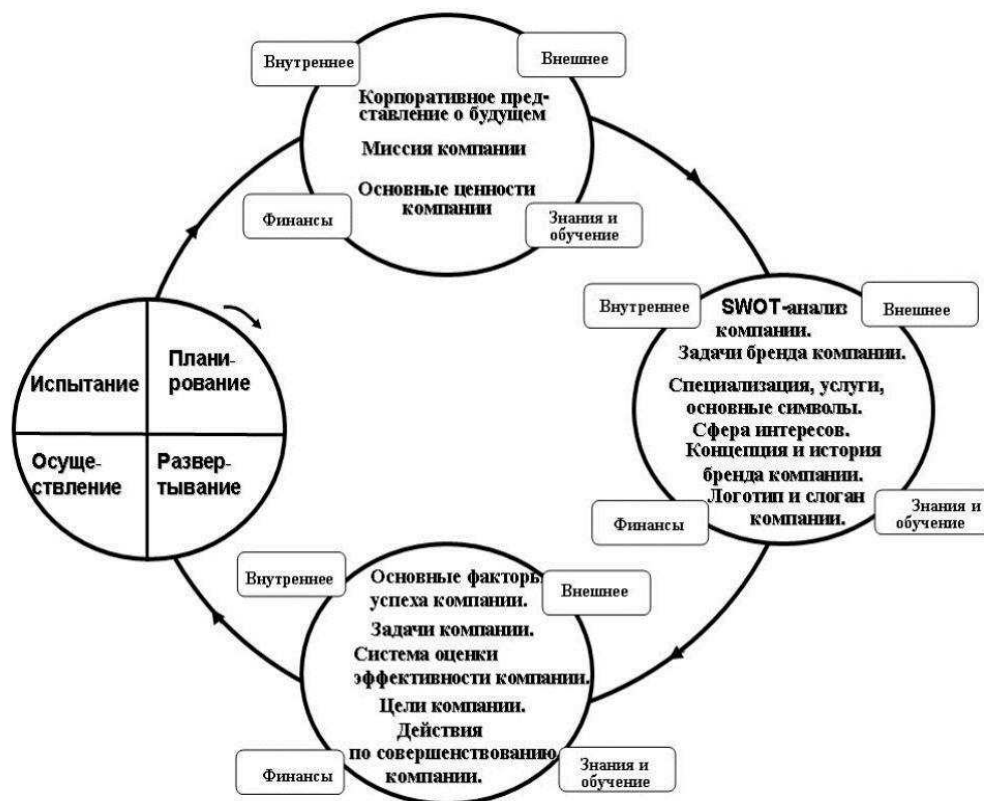 Внутреннее
Внешнее
Корпоративное пред-
ставление о будущем
Миссия компании
Основные ценности
компании
Финансы
Знания и
обучение
Внутреннее
Внешнее
SWOT-анализ
компании.
Задачи бренда компании.
Специализация, услуги,
основные символы.
Сфера интересов.
Концепция и история
бренда компании.
Логотип и слоган
компании.
Финансы
Знания и
обучение
Испытание
Плани-
рование
Осуще-
ствление
Развер-
тывание
Внутреннее
Внешнее
Основные факторы
успеха компании.
Задачи компании.
Система оценки
эффективности компании.
Цели компании.
Действия
по совершенствованию
компании.
Финансы
Знания и
обучение